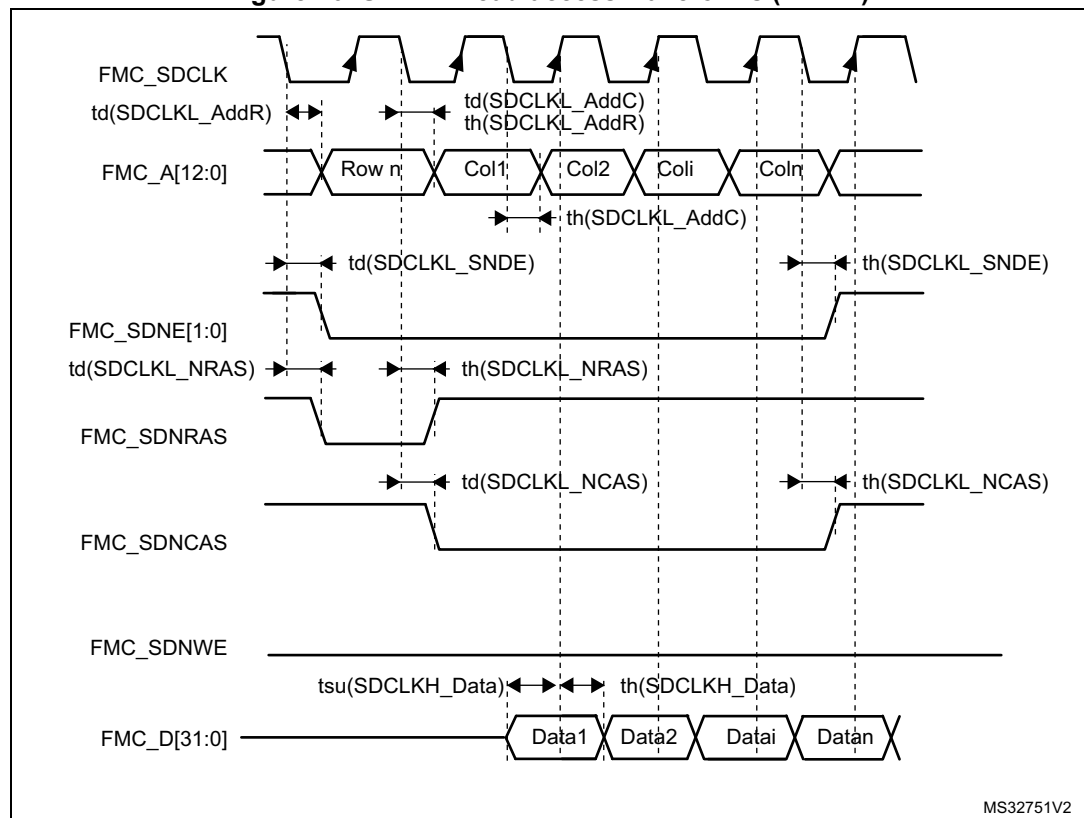 FMC_SDCLK
td(SDCLKL_AddR)
td(SDCLKL_AddC)
th(SDCLKL_AddR)
FMC_A[12:0]
Row n
Col1
Col2
Coli
Coln
th(SDCLKL_AddC)
td(SDCLKL_SNDE)
th(SDCLKL_SNDE)
FMC_SDNE[1:0]
td(SDCLKL_NRAS)
th(SDCLKL_NRAS)
FMC_SDNRAS
td(SDCLKL_NCAS)
th(SDCLKL_NCAS)
FMC_SDNCAS
FMC_SDNWE
tsu(SDCLKH_Data)
th(SDCLKH_Data)
FMC_D[31:0]
Data1
Data2
Datai
Datan
MS32751V2